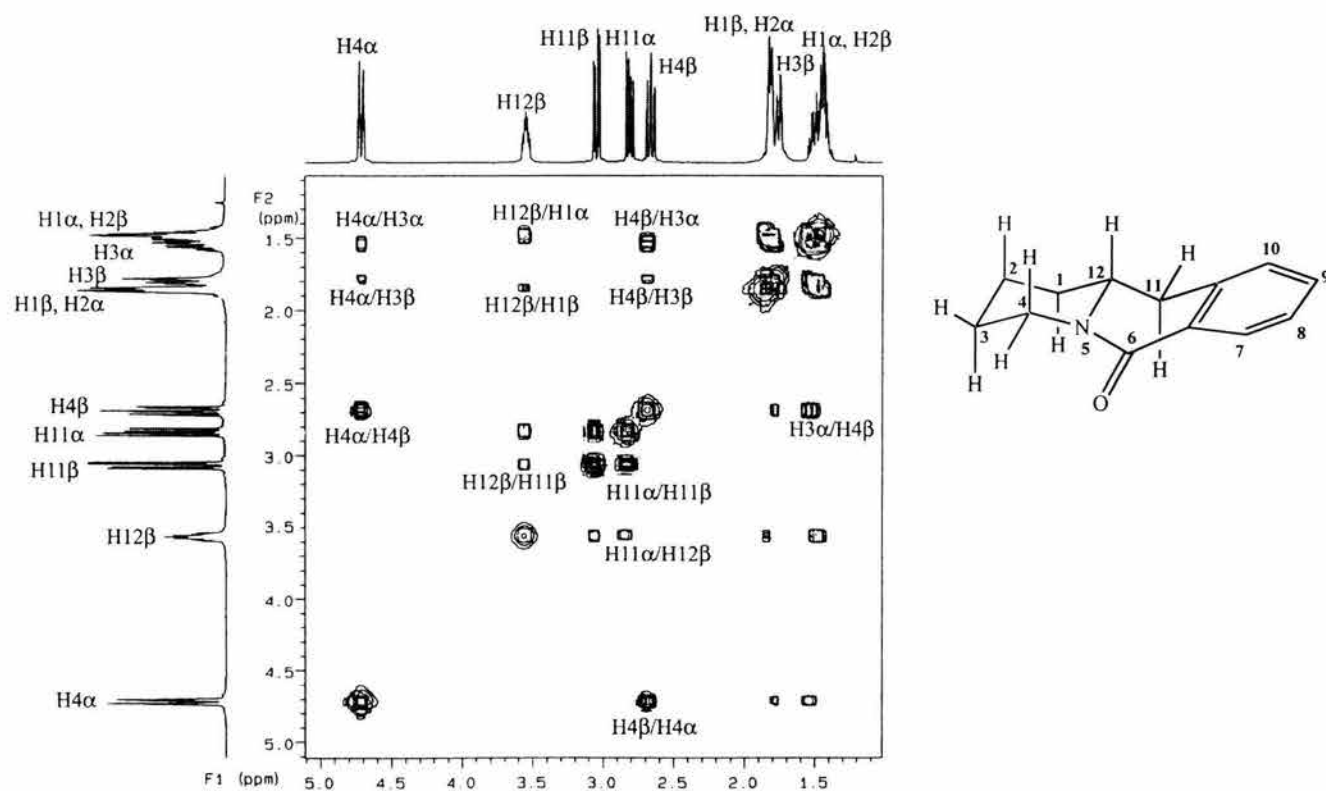 H4α
H12β
H11β
H11α
H4β
H1β, H2α
H3β
H1α, H2β
H1α, H2β
H3α
H3β
H1β, H2α
H4β
H11α
H11β
H12β
H4α
F2
(ppm)
1.5
2.0
2.5
3.0
3.5
4.0
4.5
5.0
H4α/H3α
H12β/H1α
H4β/H3α
H4α/H3β
H12β/H1β
H4β/H3β
H4α/H4β
H3α/H4β
H12β/H11β
H11α/H11β
H11α/H12β
H4β/H4α
F1 (ppm)
5.0 4.5 4.0 3.5 3.0 2.5 2.0 1.5
H
H
H
H
10
2
1
12
11
9
4
H
3
N
5
6
8
7
H
H
H
H
O